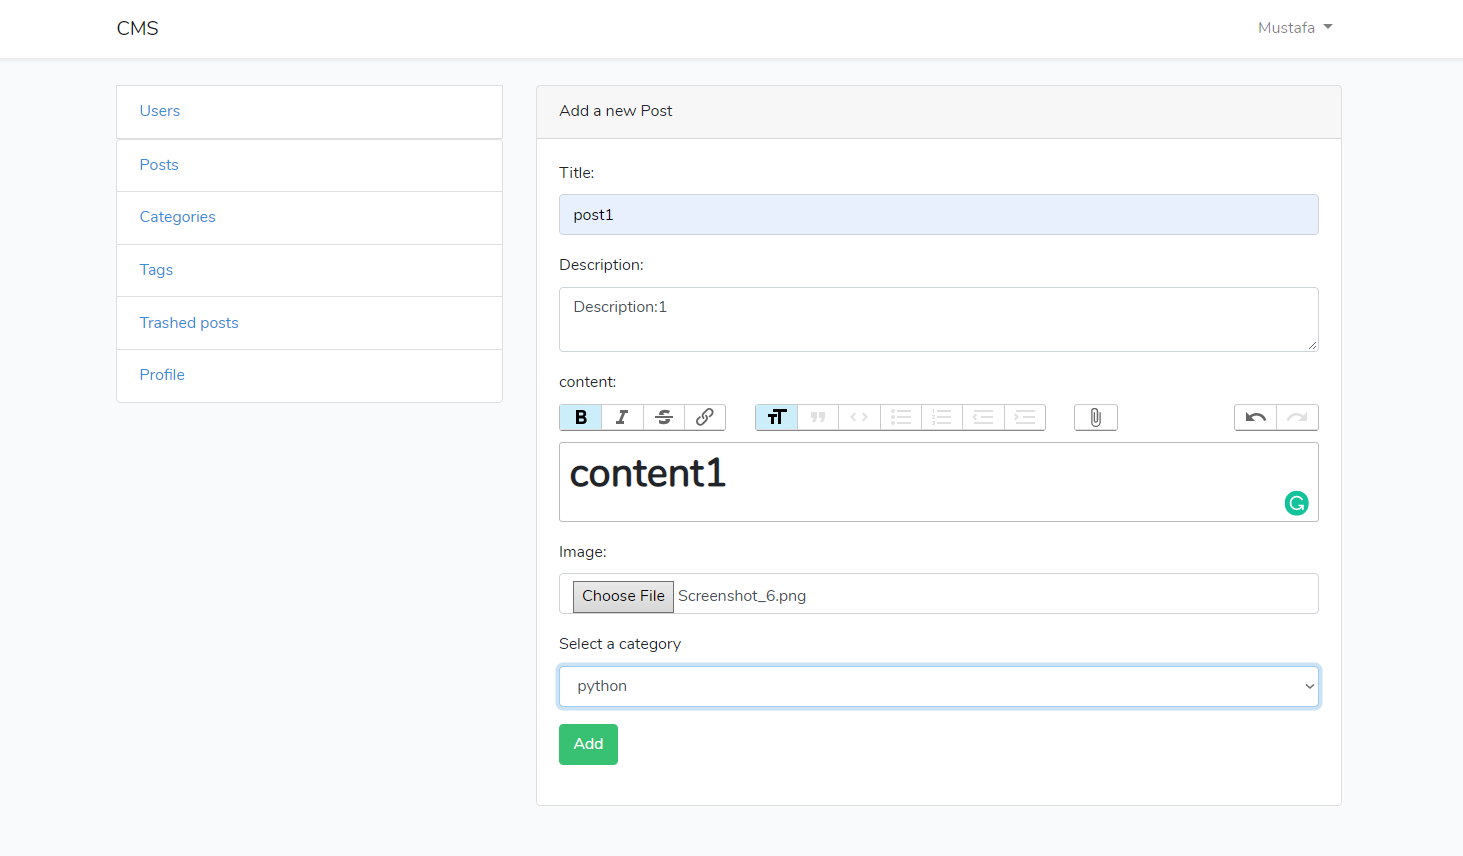 CMS
Mustafa
Users
Posts
Categories
Tags
Trashed posts
Profile
Add a new Post
Title:
post1
Description:
Description:1
content:
content1
Image:
Choose File Screenshot_6.png
Select a category
python
Add